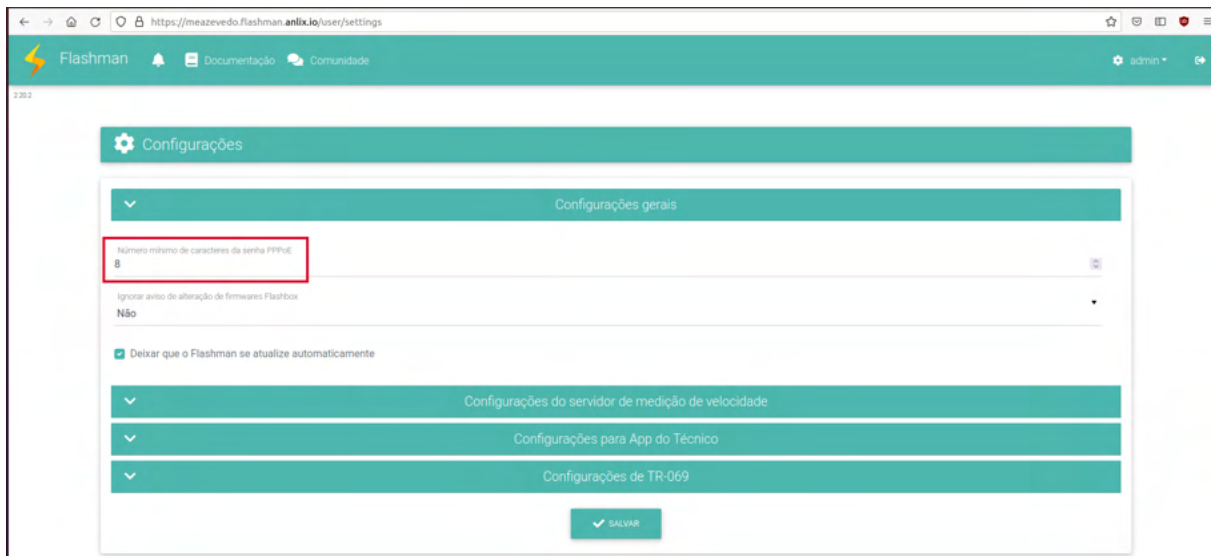 https://meazevedo.flashman.anlix.io/user/settings
Flashman Documentação Comunidade admin
2.20.2
Configurações
Configurações gerais
Número mínimo de caracteres da senha PPPoE
8
Ignorar aviso de alteração de firmwares Flashbox
Não
Deixar que o Flashman se atualize automaticamente
Configurações do servidor de medição de velocidade
Configurações para App do Técnico
Configurações de TR-069
SALVAR